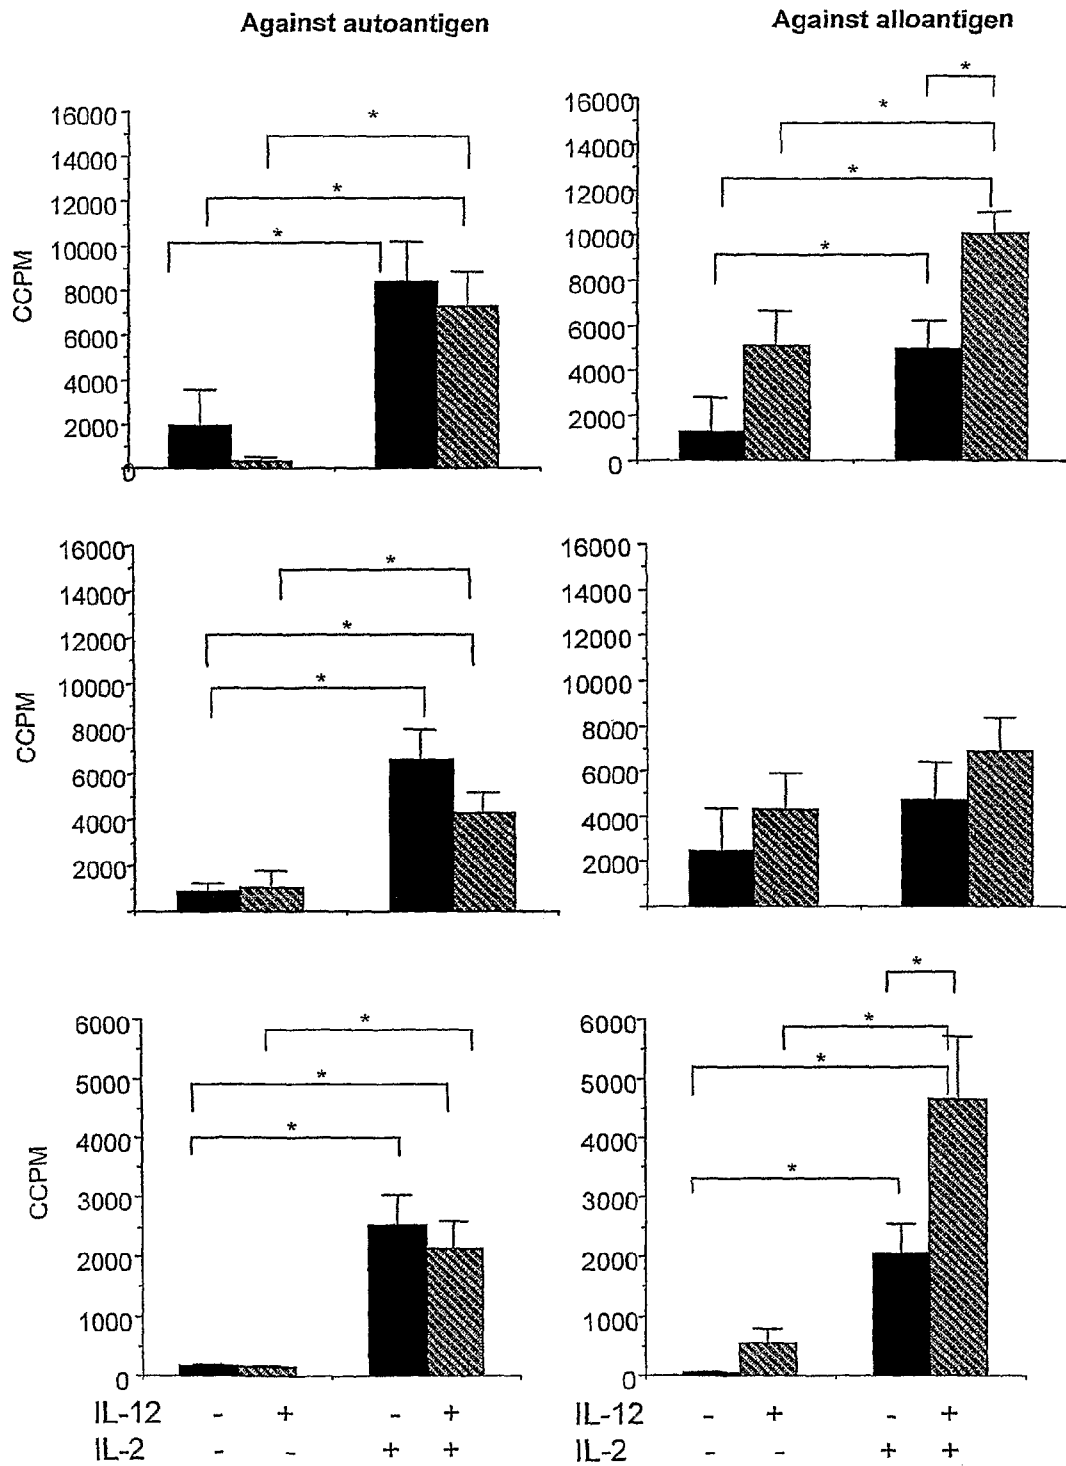 Against autoantigen Against alloantigen
*
* *
16000 16000
14000 14000
* *
12000 12000
* *
10000 10000
CCPM
8000 8000
6000 6000
4000 4000
2000 2000
0 0
16000 16000
* 
14000 14000
*
12000 12000
*
10000 10000
CCPM
8000 8000
6000 6000
4000 4000
2000 2000
*
6000 * 6000 *
5000 * 5000 *
4000 * 4000
CCPM
3000 3000 *
2000 2000
1000 1000
0 0
IL-12 - + - + IL-12 - + - +
IL-2 - - + + IL-2 - - + +